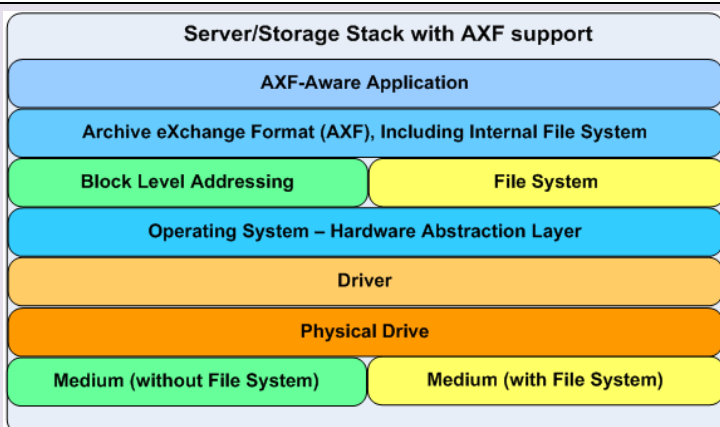 Server/Storage Stack with AXF support
AXF-Aware Application
Archive eXchange Format (AXF), Including Internal File System
Block Level Addressing
File System
Operating System – Hardware Abstraction Layer
Driver
Physical Drive
Medium (without File System)
Medium (with File System)